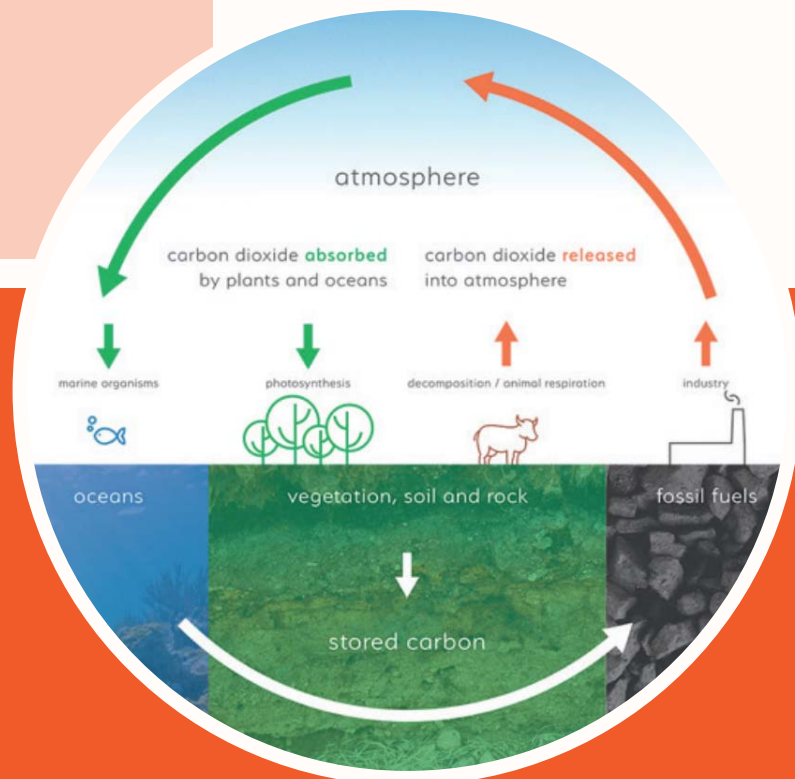 atmosphere
carbon dioxide absorbed
by plants and oceans
carbon dioxide released
into atmosphere
marine organisms
photosynthesis
decomposition / animal respiration
industry
oceans
vegetation, soil and rock
fossil fuels
stored carbon